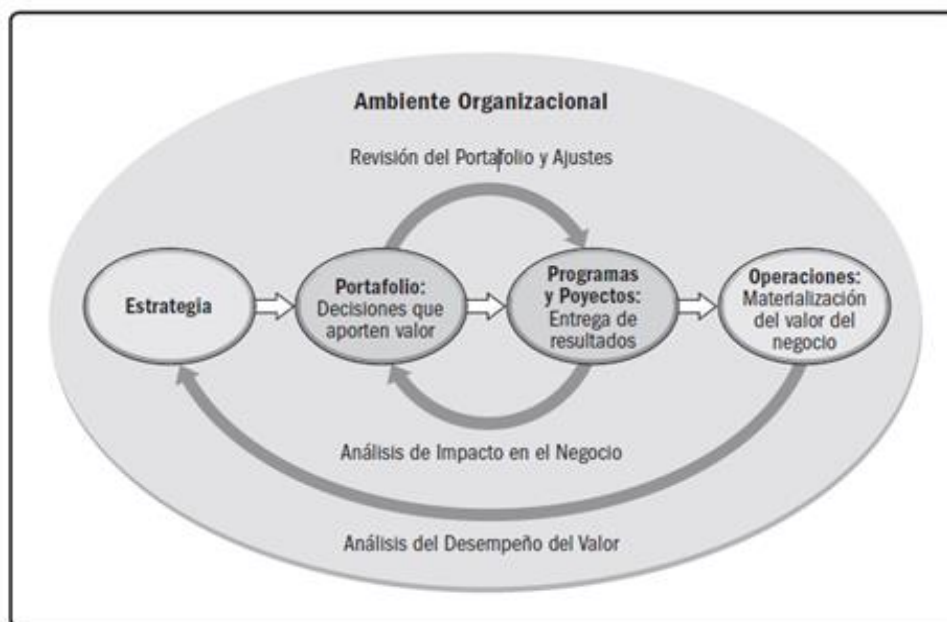 Ambiente Organizacional
Revisión del Portafolio y Ajustes
Estrategia
Portafolio:
Decisiones que
aporten valor
Programas
y Poyectos:
Entrega de
resultados
Operaciones:
Materialización
del valor del
negocio
Análisis de Impacto en el Negocio
Análisis del Desempeño del Valor